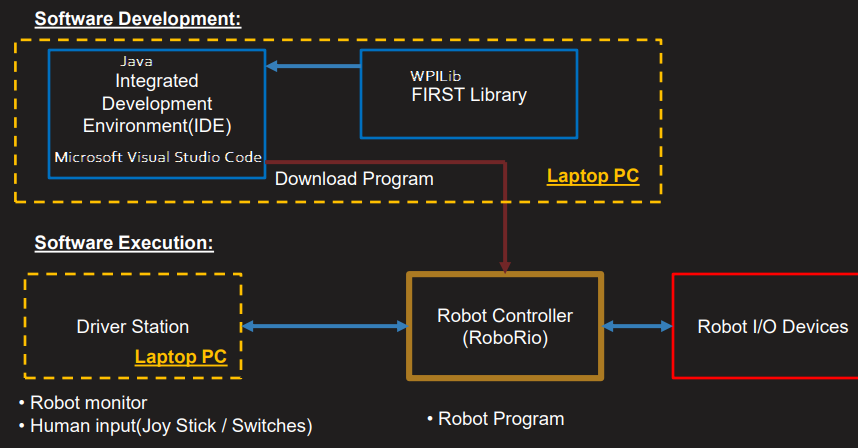 Software Development:
Java
Integrated
Development
Environment(IDE)
Microsoft Visual Studio Code
WPILib
FIRST Library
Download Program
Laptop PC
Software Execution:
Driver Station
Laptop PC
Robot Controller
(RoboRio)
Robot I/O Devices
• Robot monitor
• Human input(Joy Stick / Switches)
• Robot Program